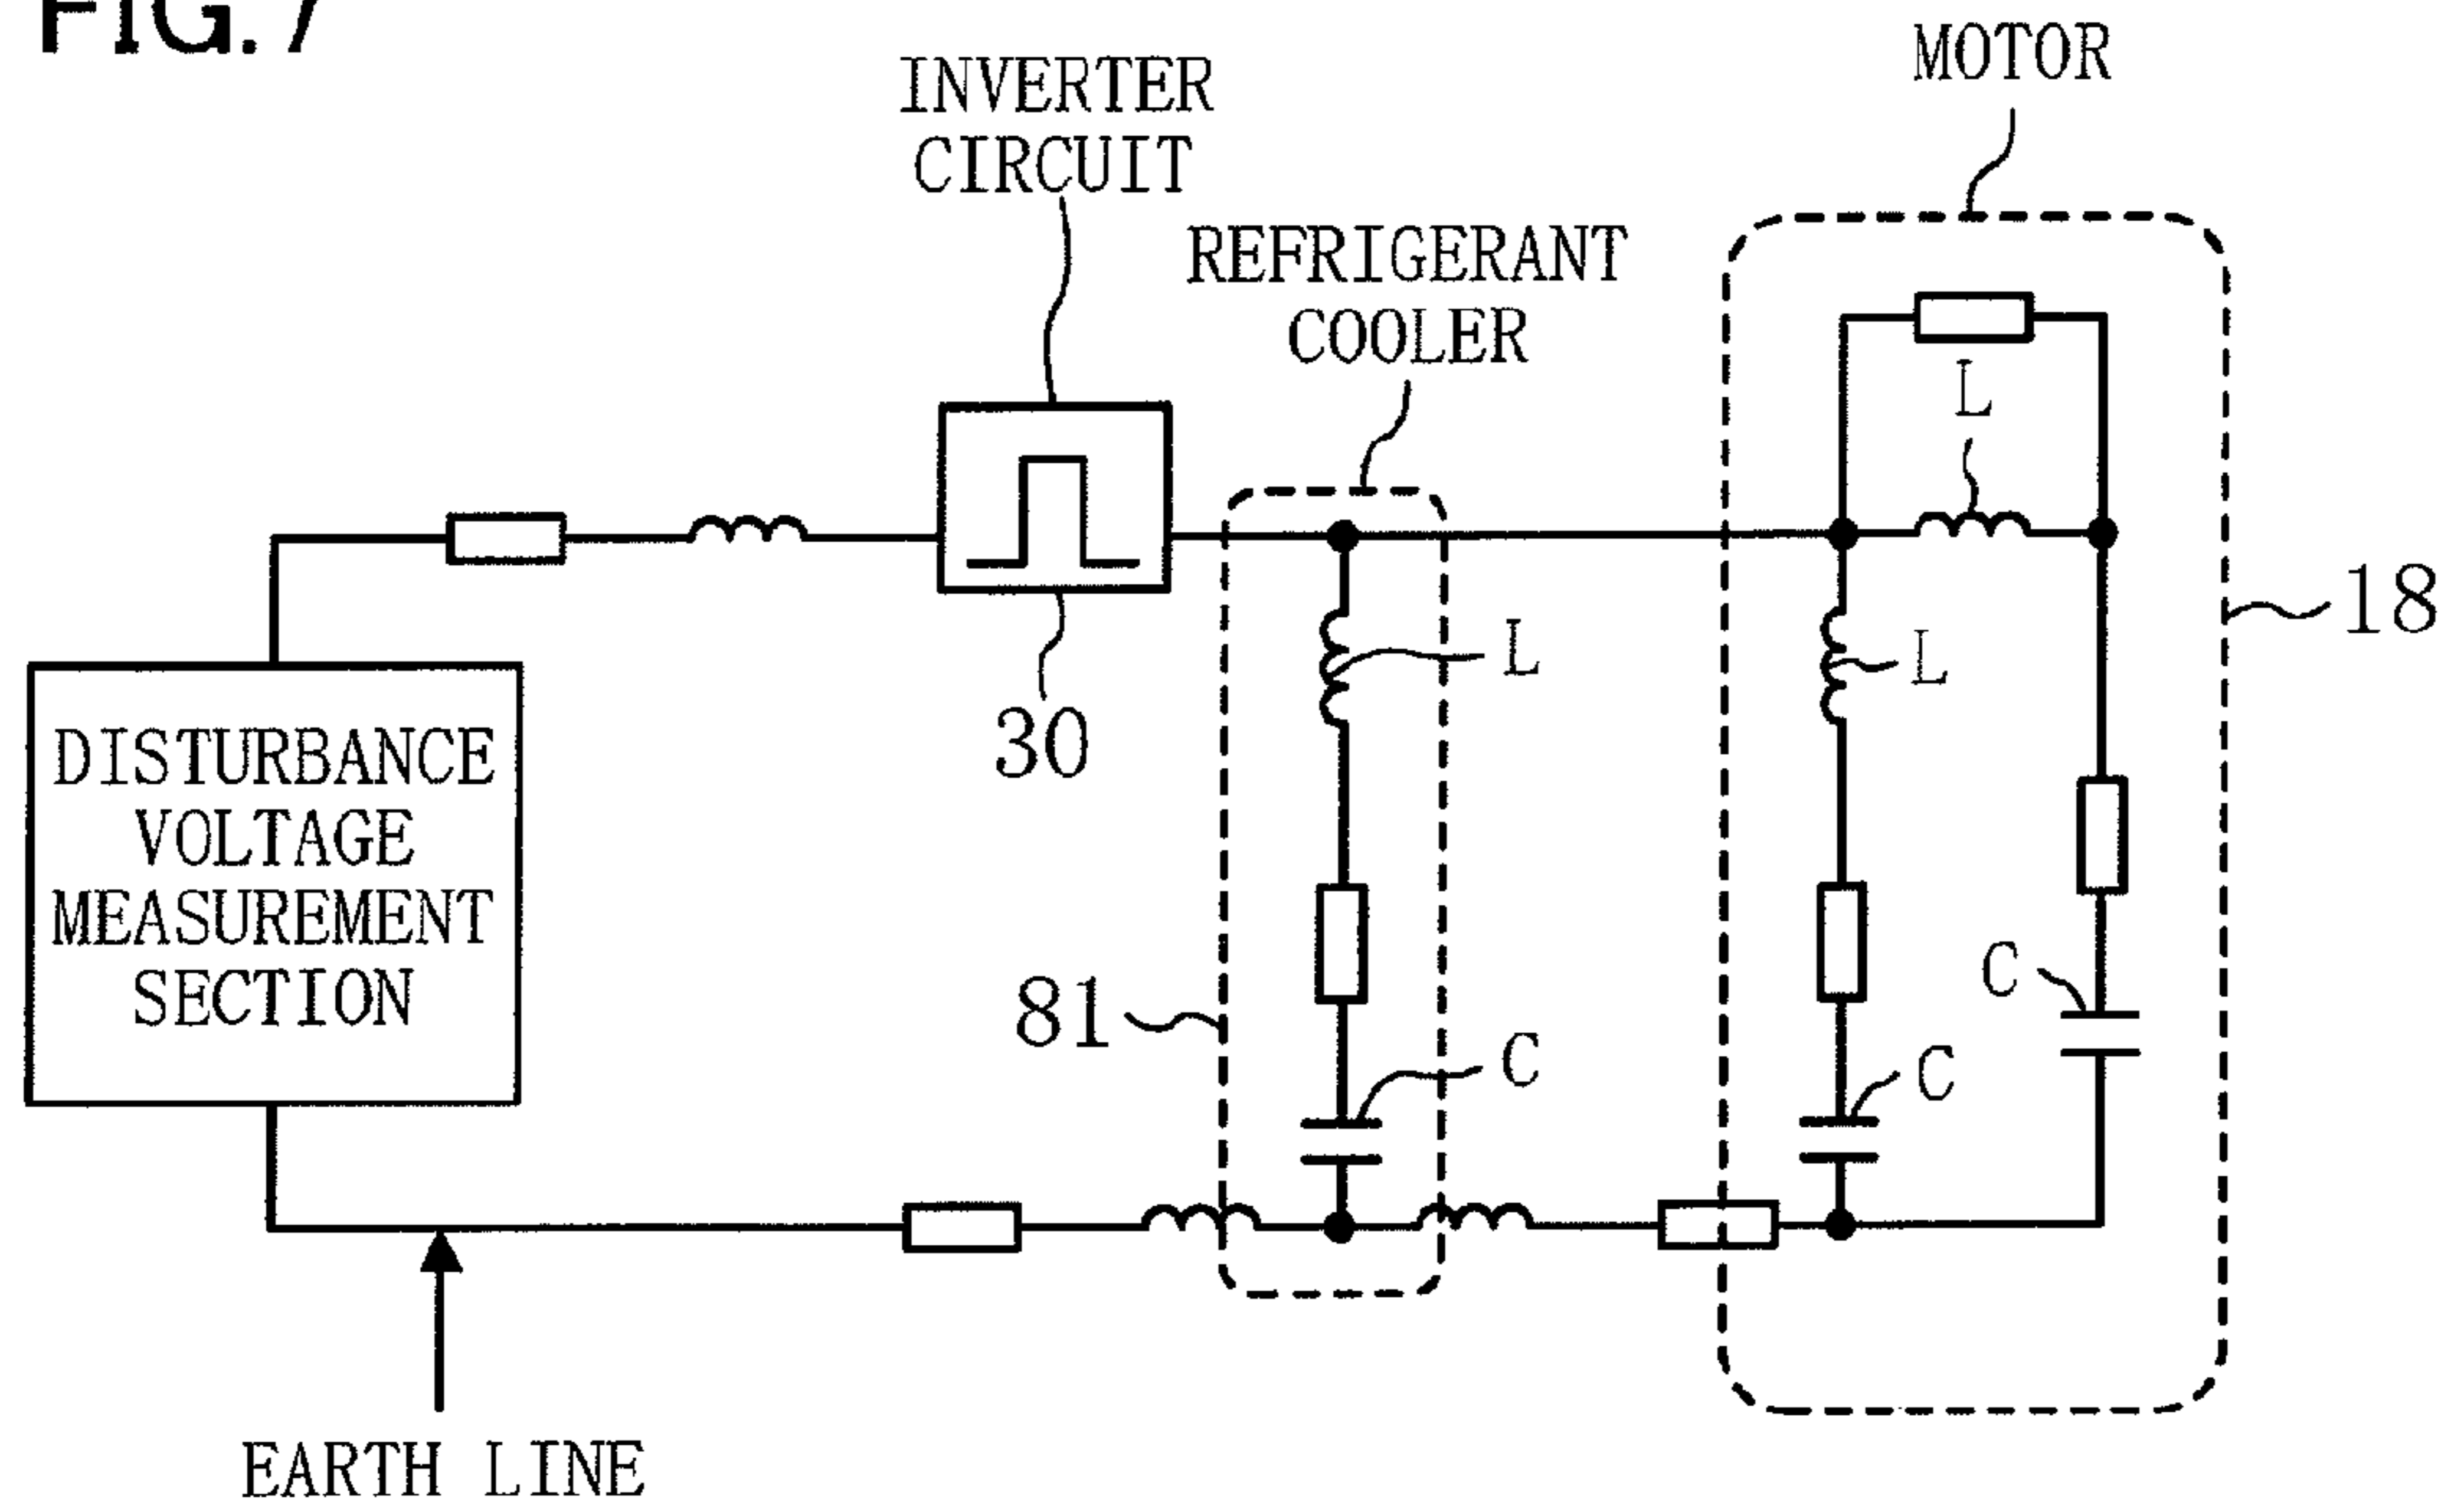 FIG.7
MOTOR
INVERTER
CIRCUIT
REFRIGERANT
COOLER
L
18
L
L
30
DISTURBANCE
VOLTAGE
MEASUREMENT
SECTION
C
81
C
C
EARTH LINE